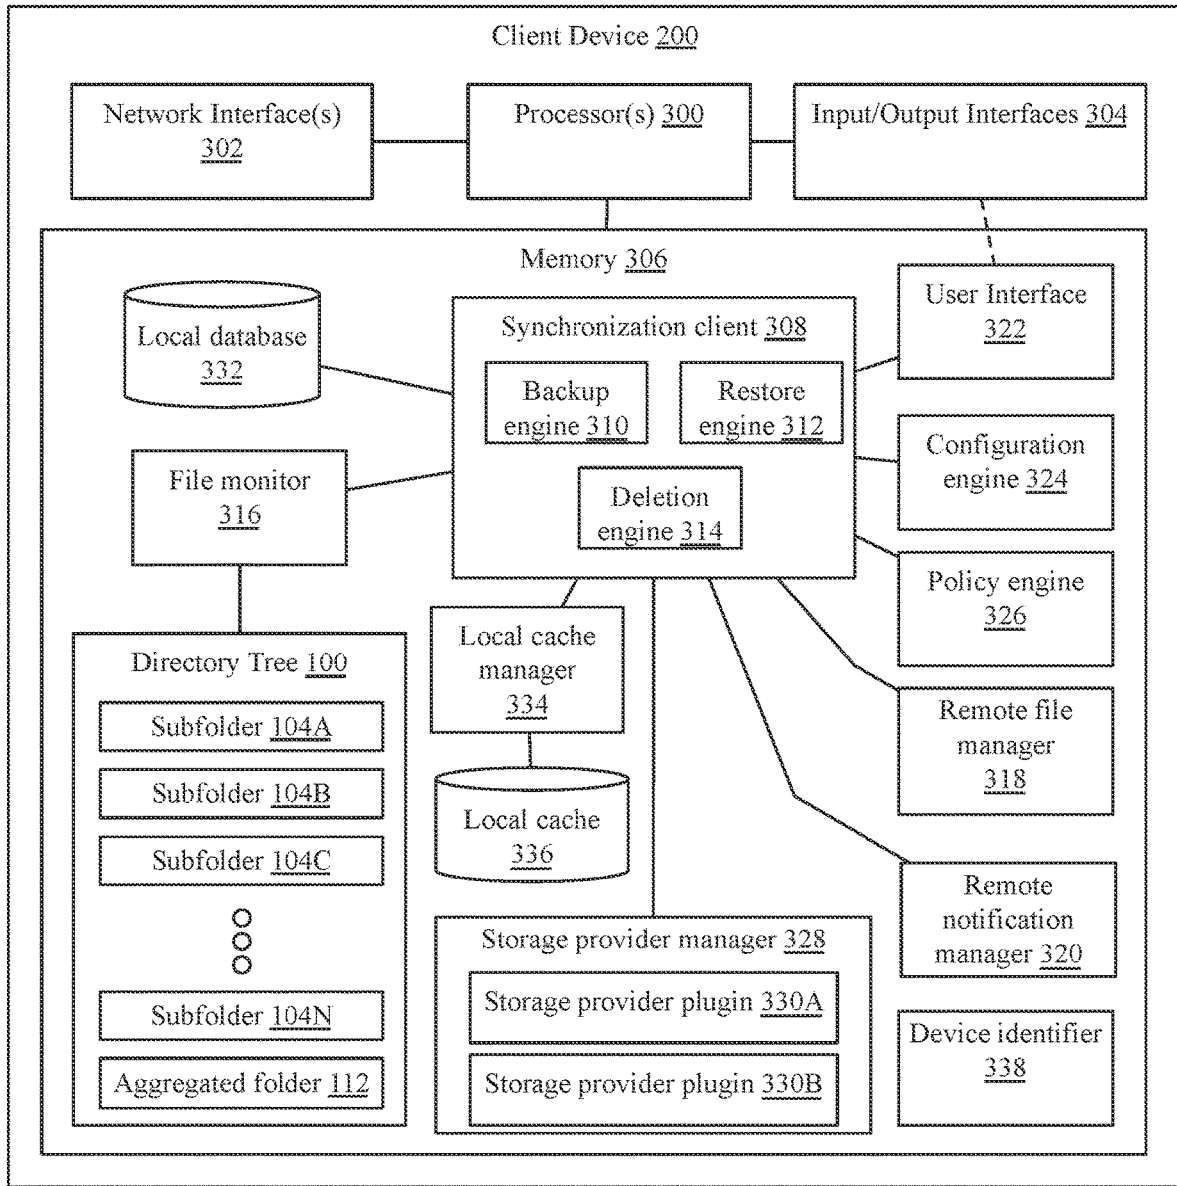 Client Device 200
Network Interface(s)
302
Processor(s) 300
Input/Output Interfaces 304
Memory 306
Local database
332
Synchronization client 308
Backup
engine 310
Restore
engine 312
Deletion
engine 314
User Interface
322
Configuration
engine 324
File monitor
316
Policy engine
326
Directory Tree 100
Subfolder 104A
Subfolder 104B
Subfolder 104C
Subfolder 104N
Aggregated folder 112
Local cache
manager
334
Local cache
336
Remote file
manager
318
Remote
notification
manager 320
Storage provider manager 328
Storage provider plugin 330A
Storage provider plugin 330B
Device identifier
338